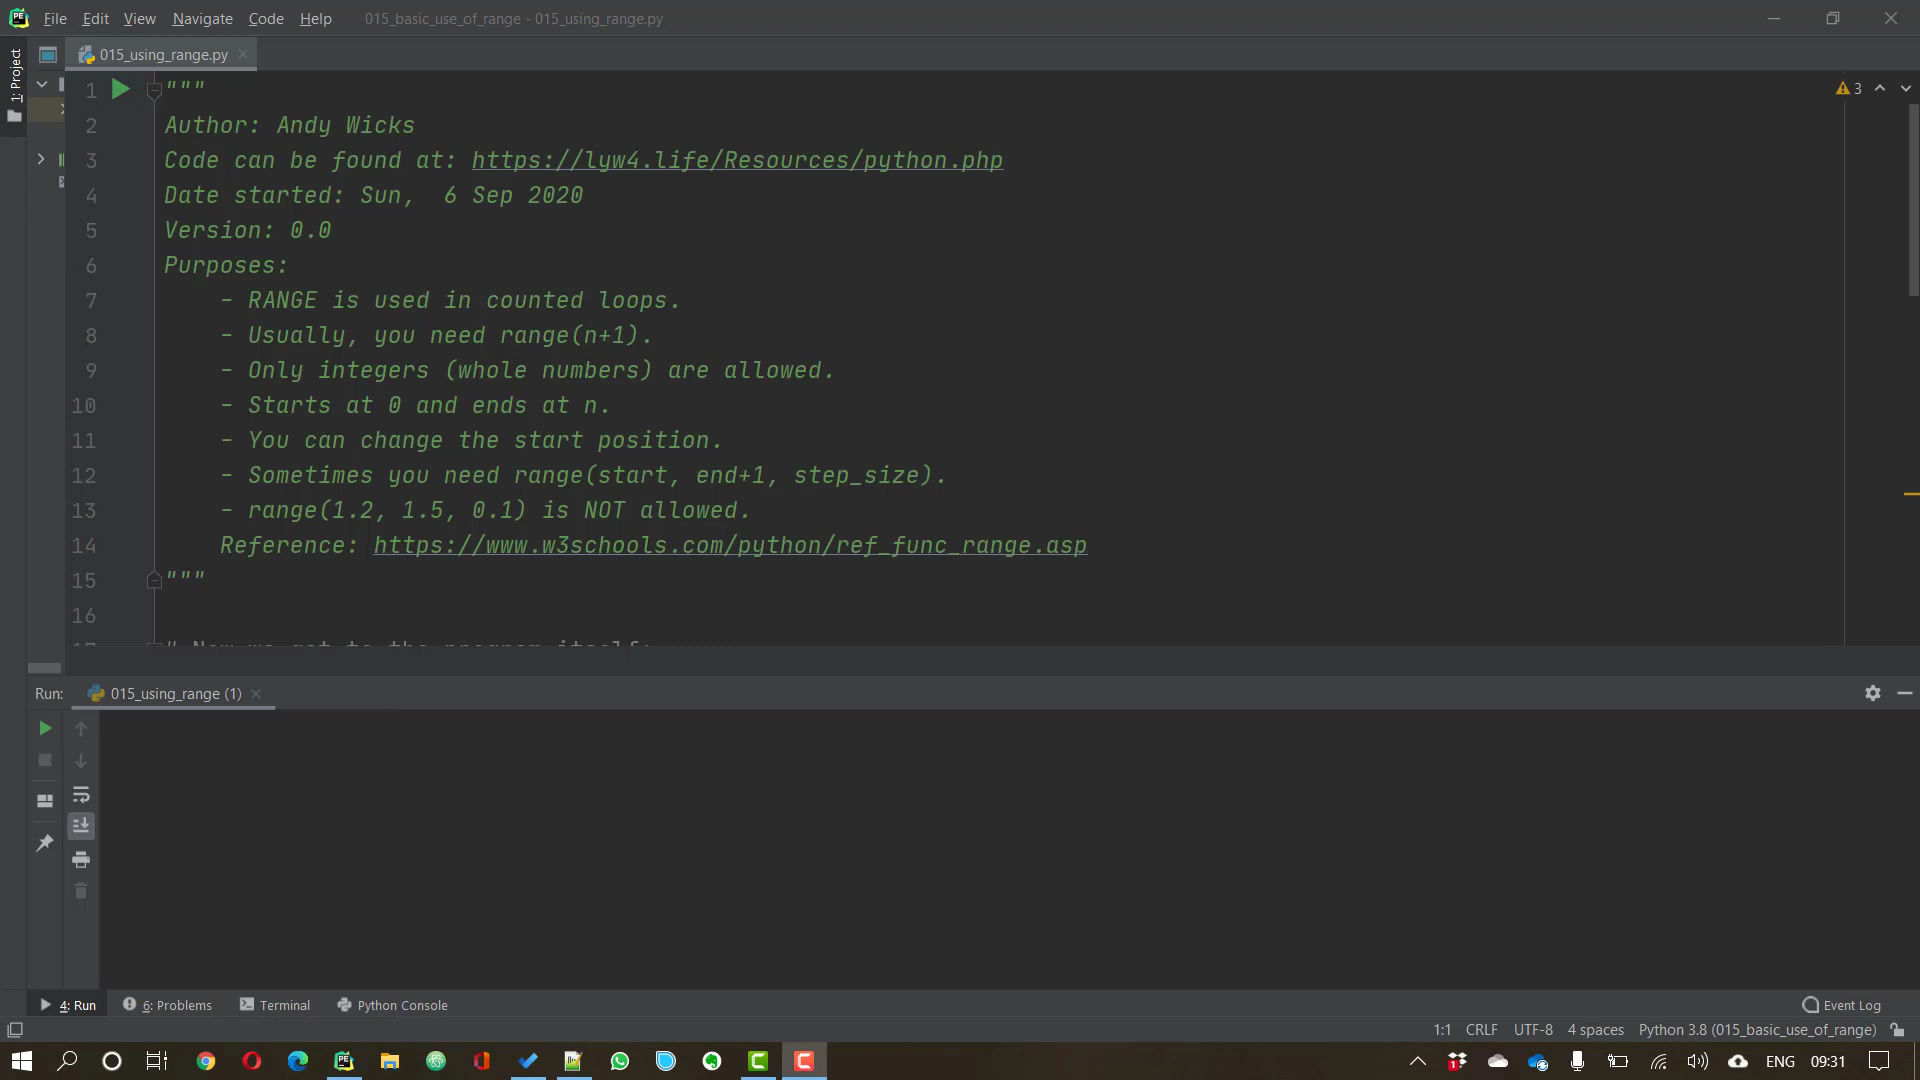 File Edit View Navigate Code Help 015_basic_use_of_range - 015_using_range.py
1: Project
015_using_range.py
3
1 """
2 Author: Andy Wicks
3 Code can be found at: https://lyw4.life/Resources/python.php
4 Date started: Sun,  6 Sep 2020
5 Version: 0.0
6 Purposes:
7 - RANGE is used in counted loops.
8 - Usually, you need range(n+1).
9 - Only integers (whole numbers) are allowed.
10 - Starts at 0 and ends at n.
11 - You can change the start position.
12 - Sometimes you need range(start, end+1, step_size).
13 - range(1.2, 1.5, 0.1) is NOT allowed.
14 Reference: https://www.w3schools.com/python/ref_func_range.asp
15 """
16
Run: 015_using_range (1)
4: Run 6: Problems Terminal Python Console Event Log
1:1 CRLF UTF-8 4 spaces Python 3.8 (015_basic_use_of_range)
ENG 09:31